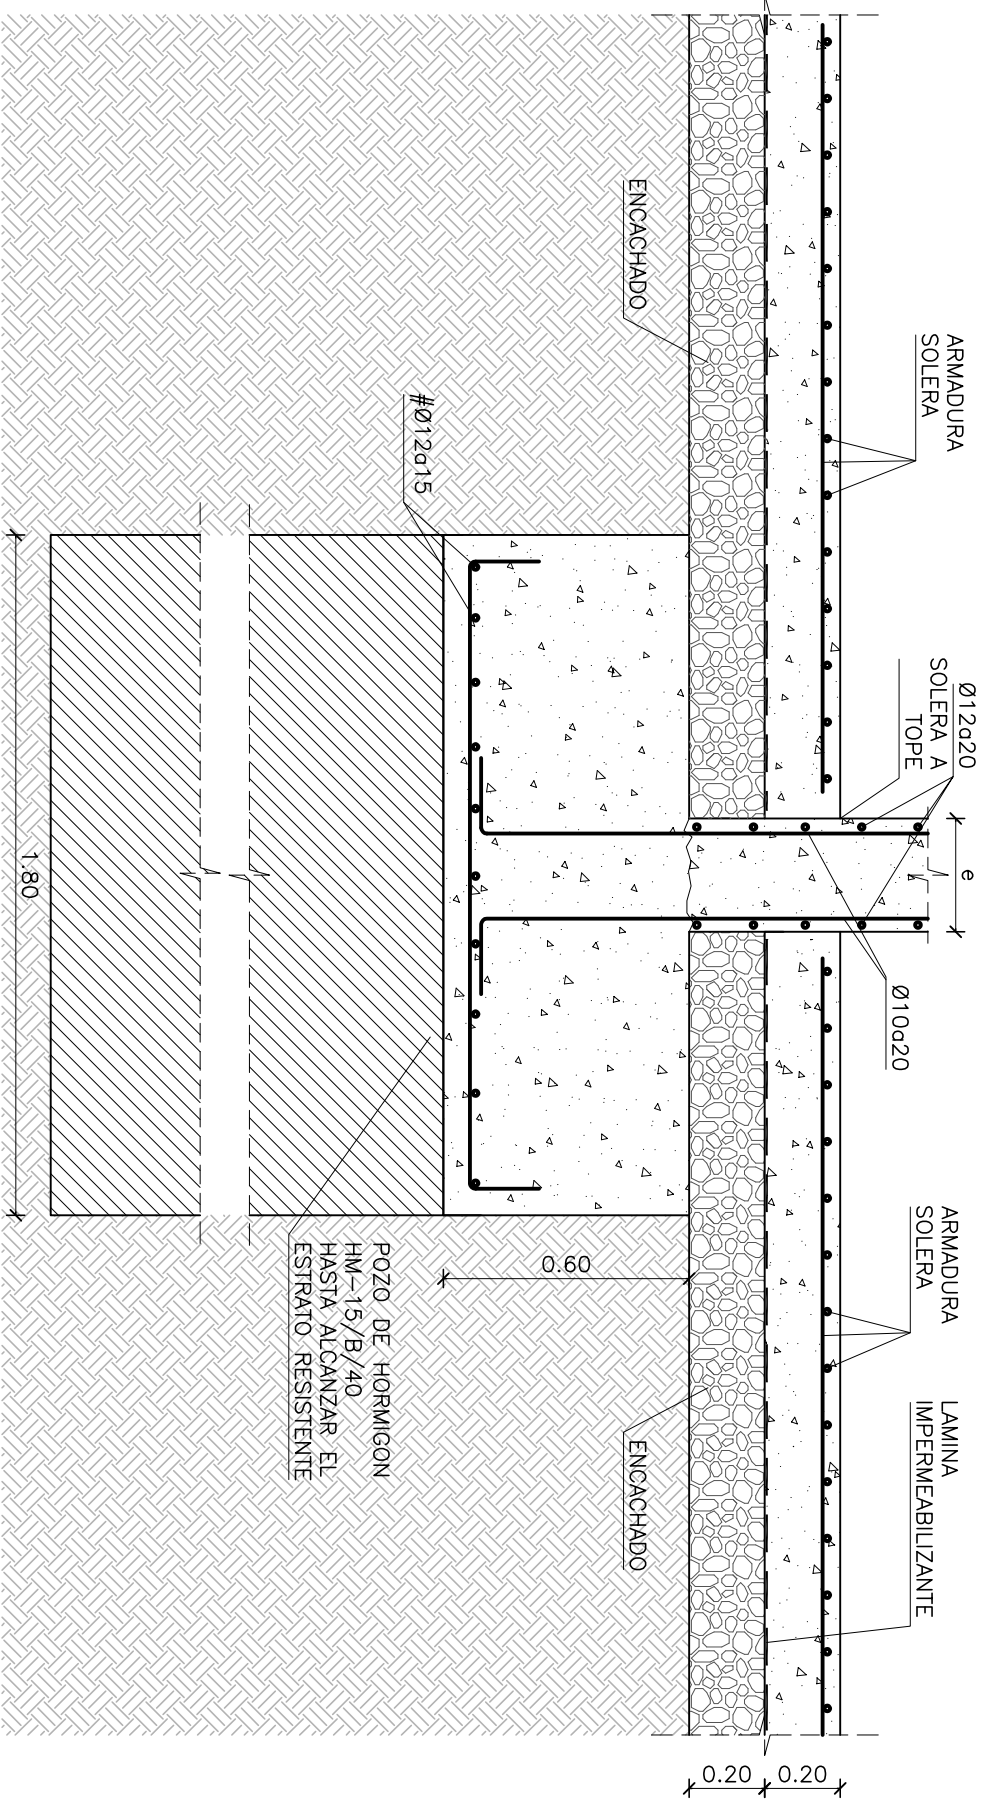 ARMADURA
SOLERA
Ø12a20
SOLERA A
TOPE
e
Ø10a20
ARMADURA
SOLERA
LAMINA
IMPERMEABILIZANTE
0.20
0.20
ENCACHADO
ENCACHADO
#Ø12a15
0.60
POZO DE HORMIGON
HM-15/B/40
HASTA ALCANZAR EL
ESTRATO RESISTENTE
1.80